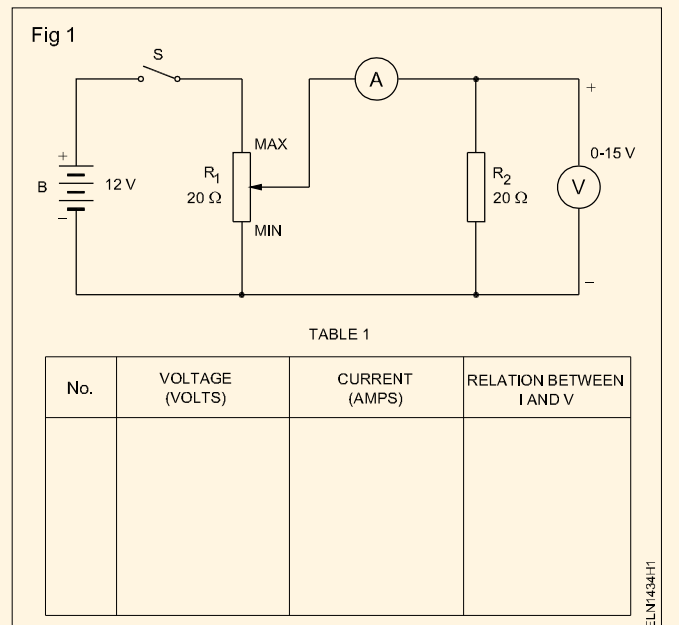 Fig 1
S
A
+
MAX
0-15 V
+
R1
R2
B
12 V
V
20 Ω
20 Ω
–
MIN
–
TABLE 1
No.
VOLTAGE
(VOLTS)
CURRENT
(AMPS)
RELATION BETWEEN
I AND V
ELN1434H1